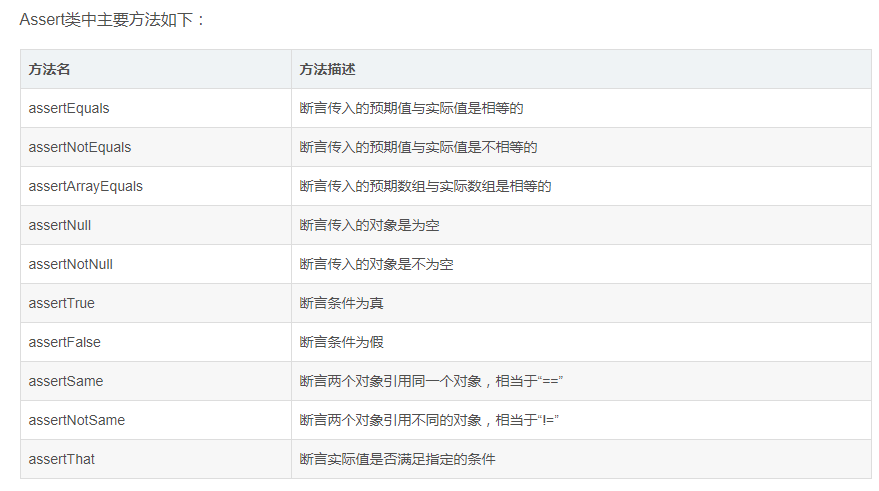 Assert类中主要方法如下：
方法名 方法描述
assertEquals 断言传入的预期值与实际值是相等的
assertNotEquals 断言传入的预期值与实际值是不相等的
assertArrayEquals 断言传入的预期数组与实际数组是相等的
assertNull 断言传入的对象是为空
assertNotNull 断言传入的对象是不为空
assertTrue 断言条件为真
assertFalse 断言条件为假
assertSame 断言两个对象引用同一个对象，相当于“==”
assertNotSame 断言两个对象引用不同的对象，相当于“!=”
assertThat 断言实际值是否满足指定的条件